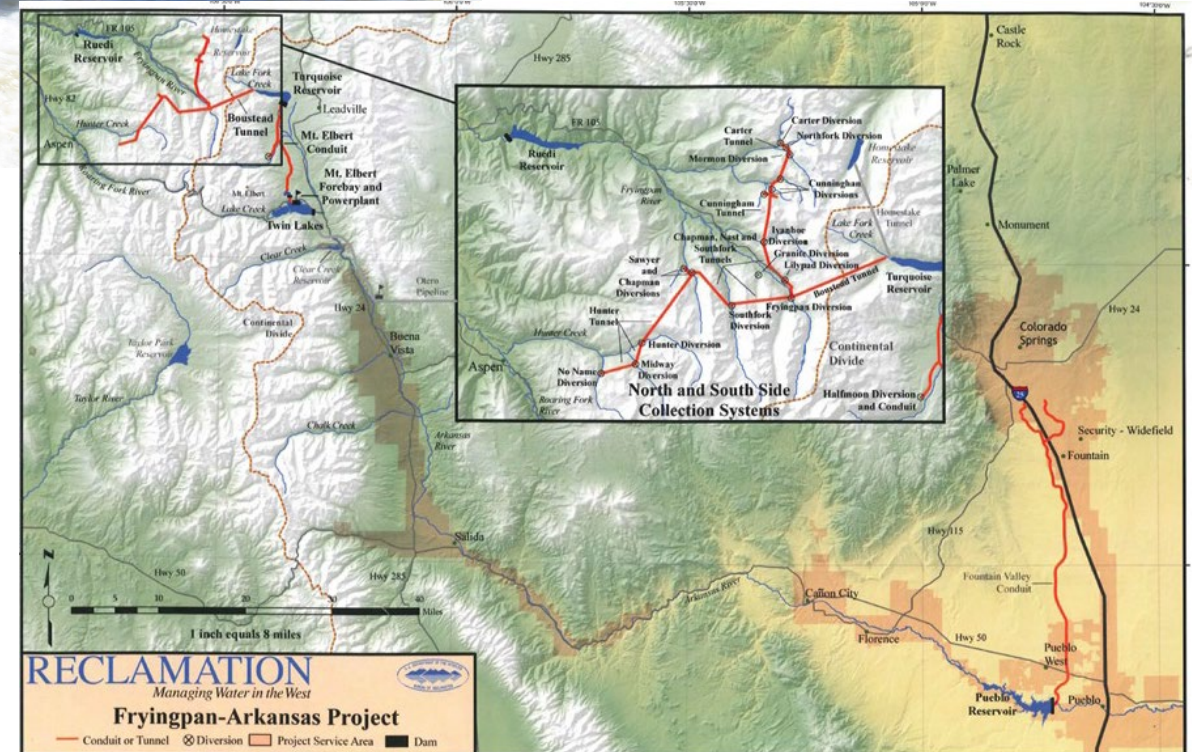 FR 105
Ruedi
Reservoir
Fryingpan River
Homestake
Reservoir
Lake Fork
Creek
Turquoise
Reservoir
Hwy 82
Hunter Creek
Aspen
Boustead
Tunnel
Leadville
Mt. Elbert
Conduit
Mt. Elbert
Forebay and
Powerplant
Roaring Fork River
Mt. Elbert
Lake Creek
Twin Lakes
Clear Creek
Clear Creek
Reservoir
Otero
Pipeline
Hwy 24
Continental
Divide
Buena
Vista
Taylor Park
Reservoir
Taylor River
Chalk Creek
Arkansas
River
Salida
Hwy 50
Hwy 285
Hwy 285
FR 105
Ruedi
Reservoir
Fryingpan
River
Carter
Tunnel
Carter Diversion
Northfork Diversion
Mormon Diversion
Homestake
Reservoir
Cunningham
Diversions
Cunningham
Tunnel
Homestake
Tunnel
Lake Fork
Creek
Chapman, Nast and
Southfork
Tunnels
Ivanhoe
Diversion
Granite Diversion
Lilypad Diversion
Sawyer
and
Chapman
Diversions
Boustead Tunnel
Turquoise
Reservoir
Fryingpan Diversion
Southfork
Diversion
Hunter
Tunnel
Hunter Creek
Hunter Diversion
Continental
Divide
Aspen
Midway
Diversion
No Name
Diversion
Roaring Fork
River
North and South Side
Collection Systems
Halfmoon Diversion
and Conduit
Castle
Rock
Palmer
Lake
Monument
Hwy 24
Colorado
Springs
25
Security - Widefield
Fountain
Hwy 115
Fountain Valley
Conduit
Arkansas River
Cañon City
Florence
Hwy 50
Pueblo
West
Pueblo
Reservoir
Pueblo
N
0 5 10 20 30 40
Miles
1 inch equals 8 miles
RECLAMATION
Managing Water in the West
Fryingpan-Arkansas Project
Conduit or Tunnel Diversion Project Service Area Dam